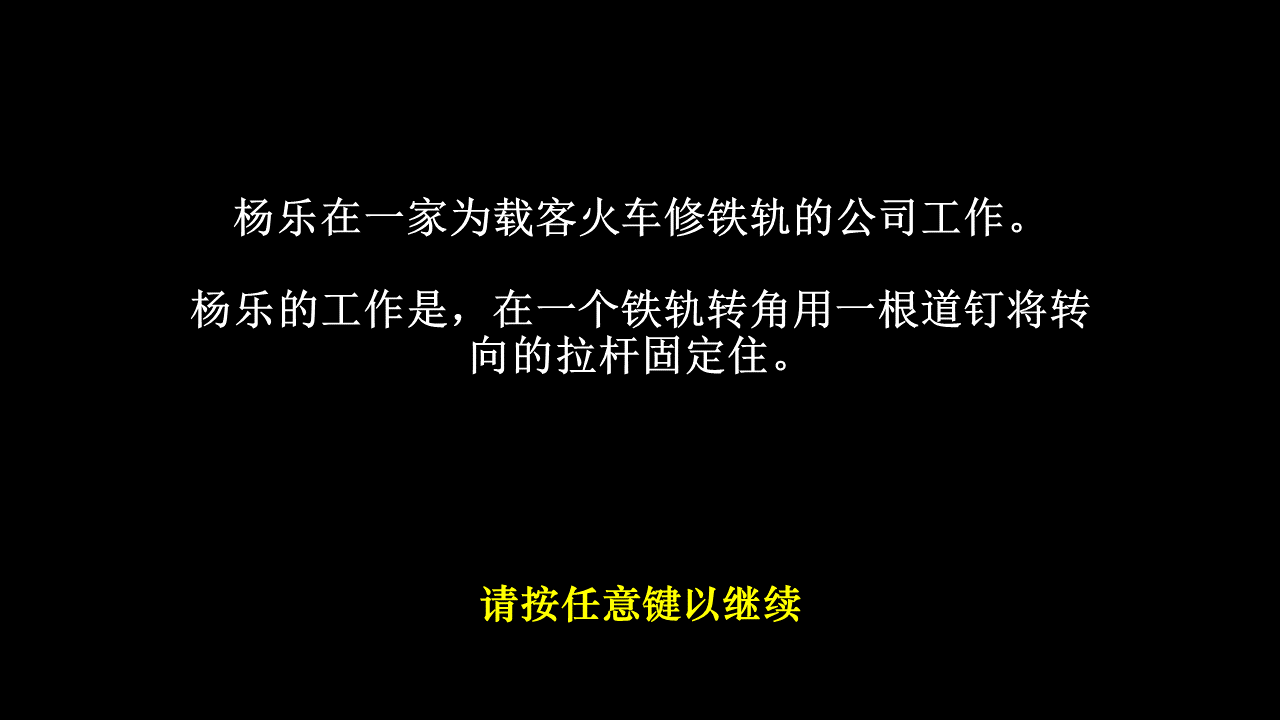 杨乐在一家为载客火车修铁轨的公司工作。
杨乐的工作是，在一个铁轨转角用一根道钉将转
向的拉杆固定住。
请按任意键以继续